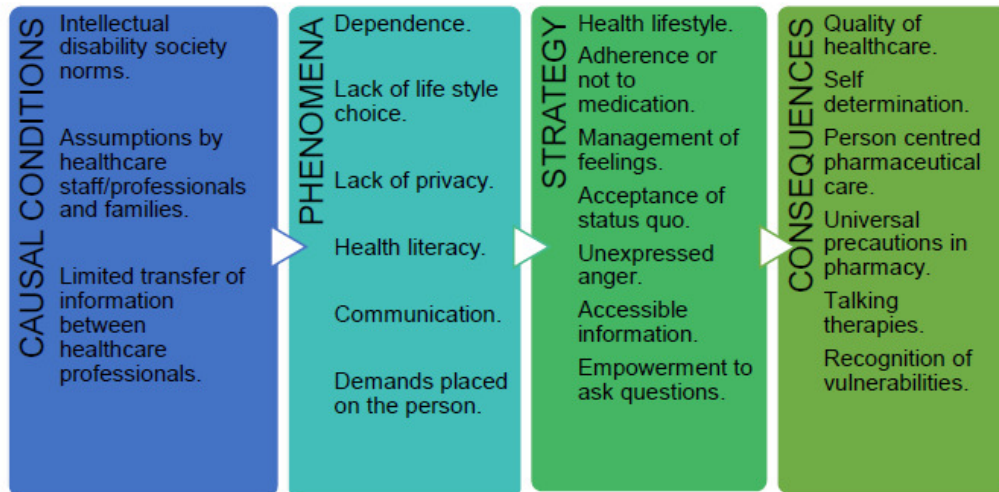 CAUSAL CONDITIONS
Intellectual
disability society
norms.
Assumptions by
healthcare
staff/professionals
and families.
Limited transfer of
information
between
healthcare
professionals.
PHENOMENA
Dependence.
Lack of life style
choice.
Lack of privacy.
Health literacy.
Communication.
Demands placed
on the person.
STRATEGY
Health lifestyle.
Adherence or
not to
medication.
Management of
feelings.
Acceptance of
status quo.
Unexpressed
anger.
Accessible
information.
Empowerment to
ask questions.
CONSEQUENCES
Quality of
healthcare.
Self
determination.
Person centred
pharmaceutical
care.
Universal
precautions in
pharmacy.
Talking
therapies.
Recognition of
vulnerabilities.